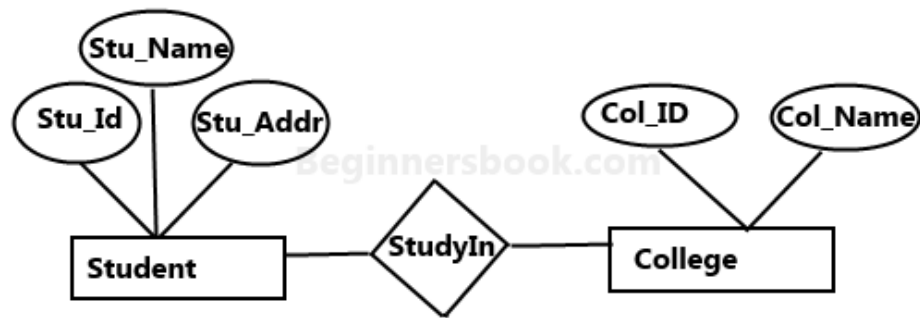 Stu_Name
Stu_Id
Stu_Addr
Col_ID
Col_Name
Beginnersbook.com
Student
StudyIn
College